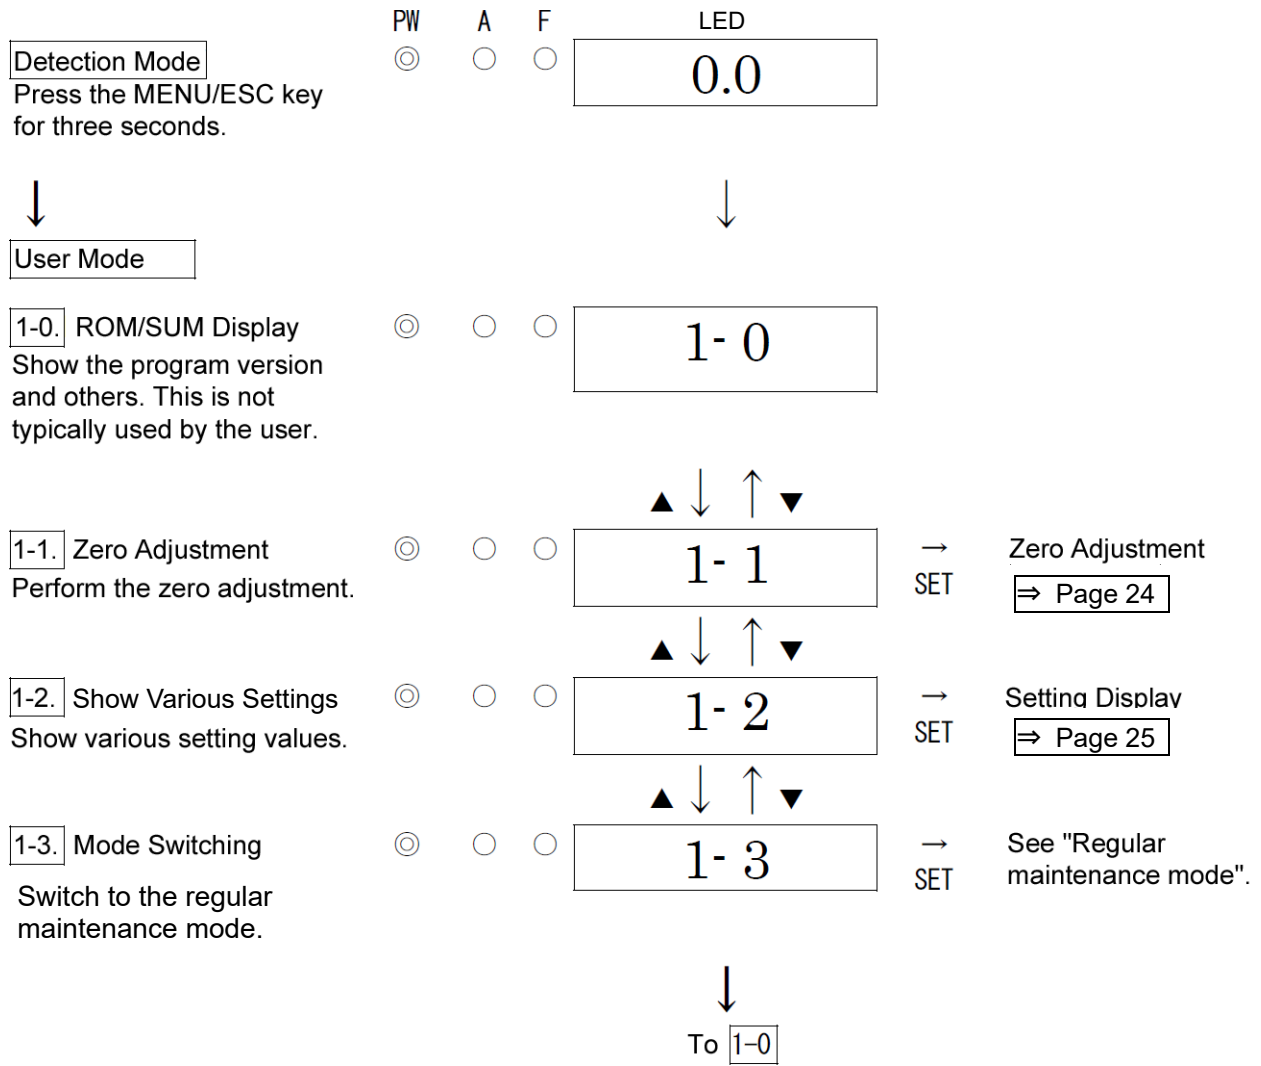 PW A F LED
Detection Mode ◎ ○ ○ 0.0
Press the MENU/ESC key
for three seconds.
↓ ↓
User Mode
1-0. ROM/SUM Display ◎ ○ ○ 1- 0
Show the program version
and others. This is not
typically used by the user.
▲ ↓ ↑ ▼
1-1. Zero Adjustment ◎ ○ ○ 1- 1 → Zero Adjustment
Perform the zero adjustment. SET ⇒ Page 24
▲ ↓ ↑ ▼
1-2. Show Various Settings ◎ ○ ○ 1- 2 → Setting Display
Show various setting values. SET ⇒ Page 25
▲ ↓ ↑ ▼
1-3. Mode Switching ◎ ○ ○ 1- 3 → See "Regular
SET maintenance mode".
Switch to the regular
maintenance mode.
↓
To 1-0